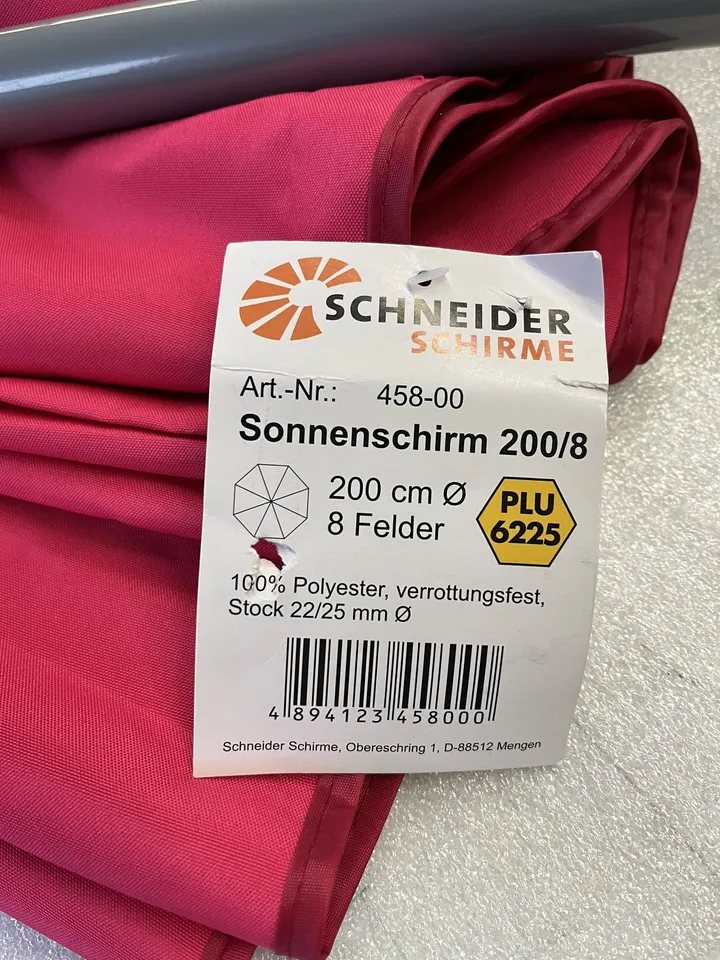 SCHNEIDER
SCHIRME
Art.-Nr.: 458-00
Sonnenschirm 200/8
200 cm Ø
8 Felder
PLU
6225
100% Polyester, verrottungsfest,
Stock 22/25 mm Ø
4 894123 458000
Schneider Schirme, Obereschring 1, D-88512 Mengen